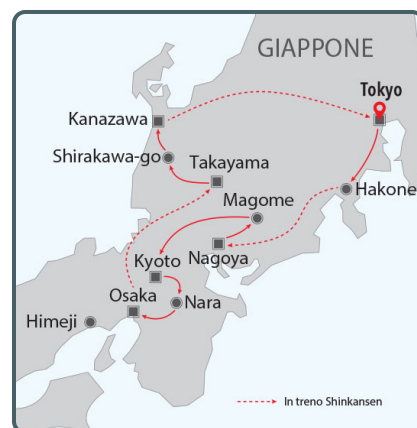 GIAPPONE
Tokyo
Kanazawa
Shirakawa-go
Takayama
Hakone
Magome
Nagoya
Kyoto
Osaka
Nara
Himeji
In treno Shinkansen